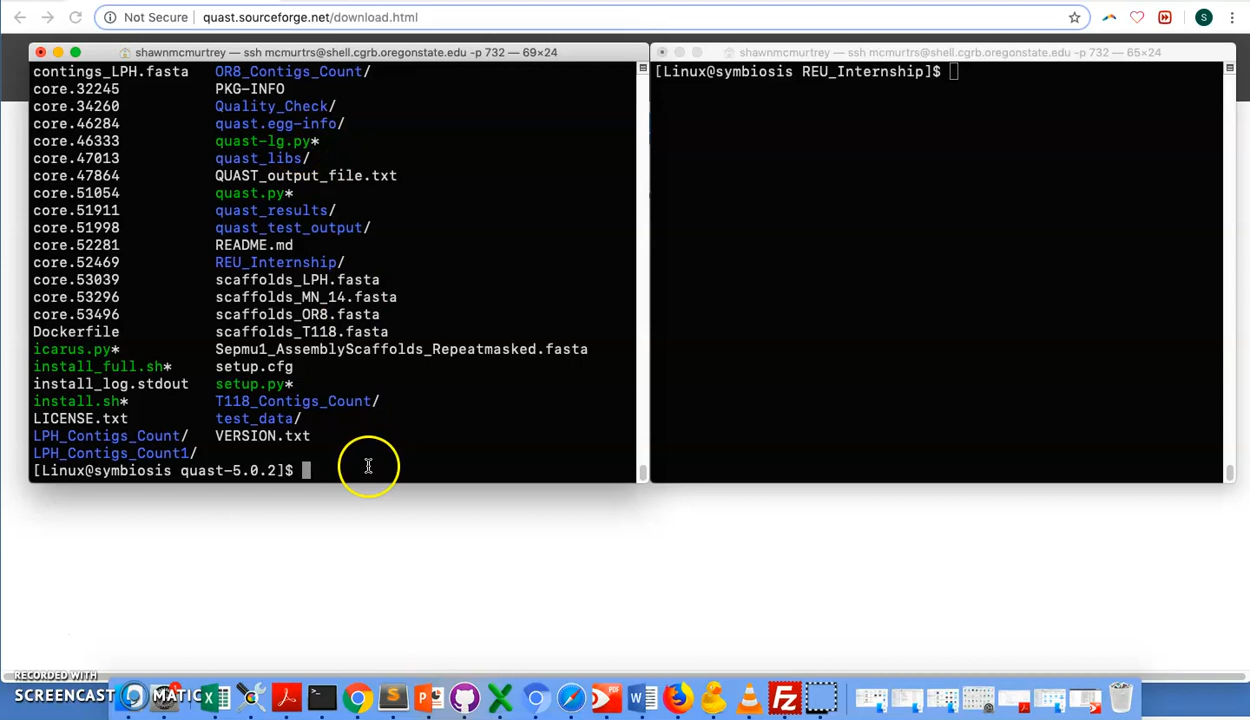 Not Secure | quast.sourceforge.net/download.html
S
shawnmcmurtrey — ssh mcmurtrs@shell.cgrb.oregonstate.edu -p 732 — 69×24
contings_LPH.fasta OR8_Contigs_Count/
core.32245 PKG-INFO
core.34260 Quality_Check/
core.46284 quast.egg-info/
core.46333 quast-lg.py*
core.47013 quast_libs/
core.47864 QUAST_output_file.txt
core.51054 quast.py*
core.51911 quast_results/
core.51998 quast_test_output/
core.52281 README.md
core.52469 REU_Internship/
core.53039 scaffolds_LPH.fasta
core.53296 scaffolds_MN_14.fasta
core.53496 scaffolds_OR8.fasta
Dockerfile scaffolds_T118.fasta
icarus.py* Sepmu1_AssemblyScaffolds_Repeatmasked.fasta
install_full.sh* setup.cfg
install_log.stdout setup.py*
install.sh* T118_Contigs_Count/
LICENSE.txt test_data/
LPH_Contigs_Count/ VERSION.txt
LPH_Contigs_Count1/
[Linux@symbiosis quast-5.0.2]$
shawnmcmurtrey — ssh mcmurtrs@shell.cgrb.oregonstate.edu -p 732 — 65×24
[Linux@symbiosis REU_Internship]$
RECORDED WITH
SCREENCAST MATIC